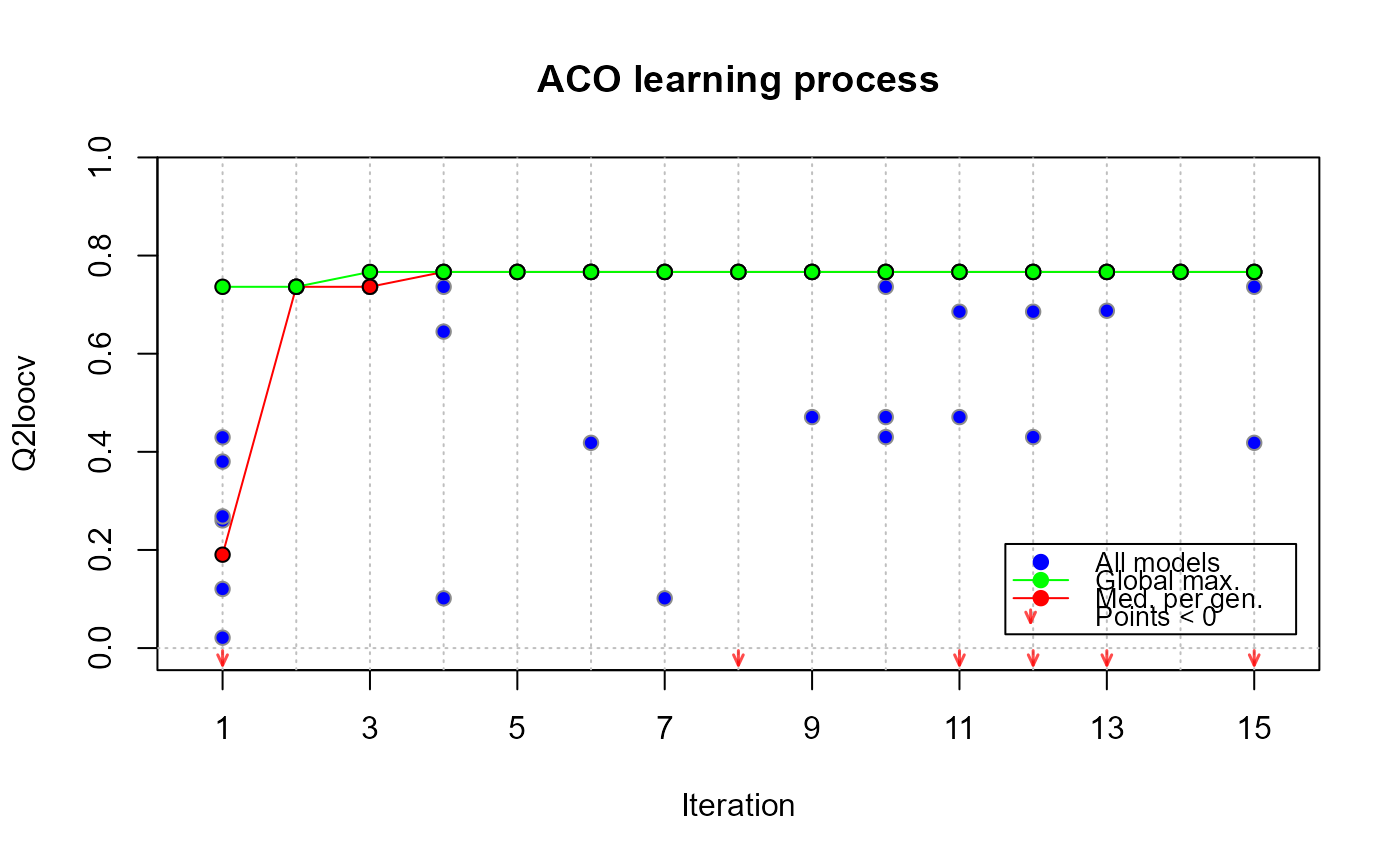 ACO learning process
Q2loocv
1.0
0.8
0.6
0.4
0.2
0.0
All models
Global max.
Med. per gen.
Points < 0
1 3 5 7 9 11 13 15
Iteration